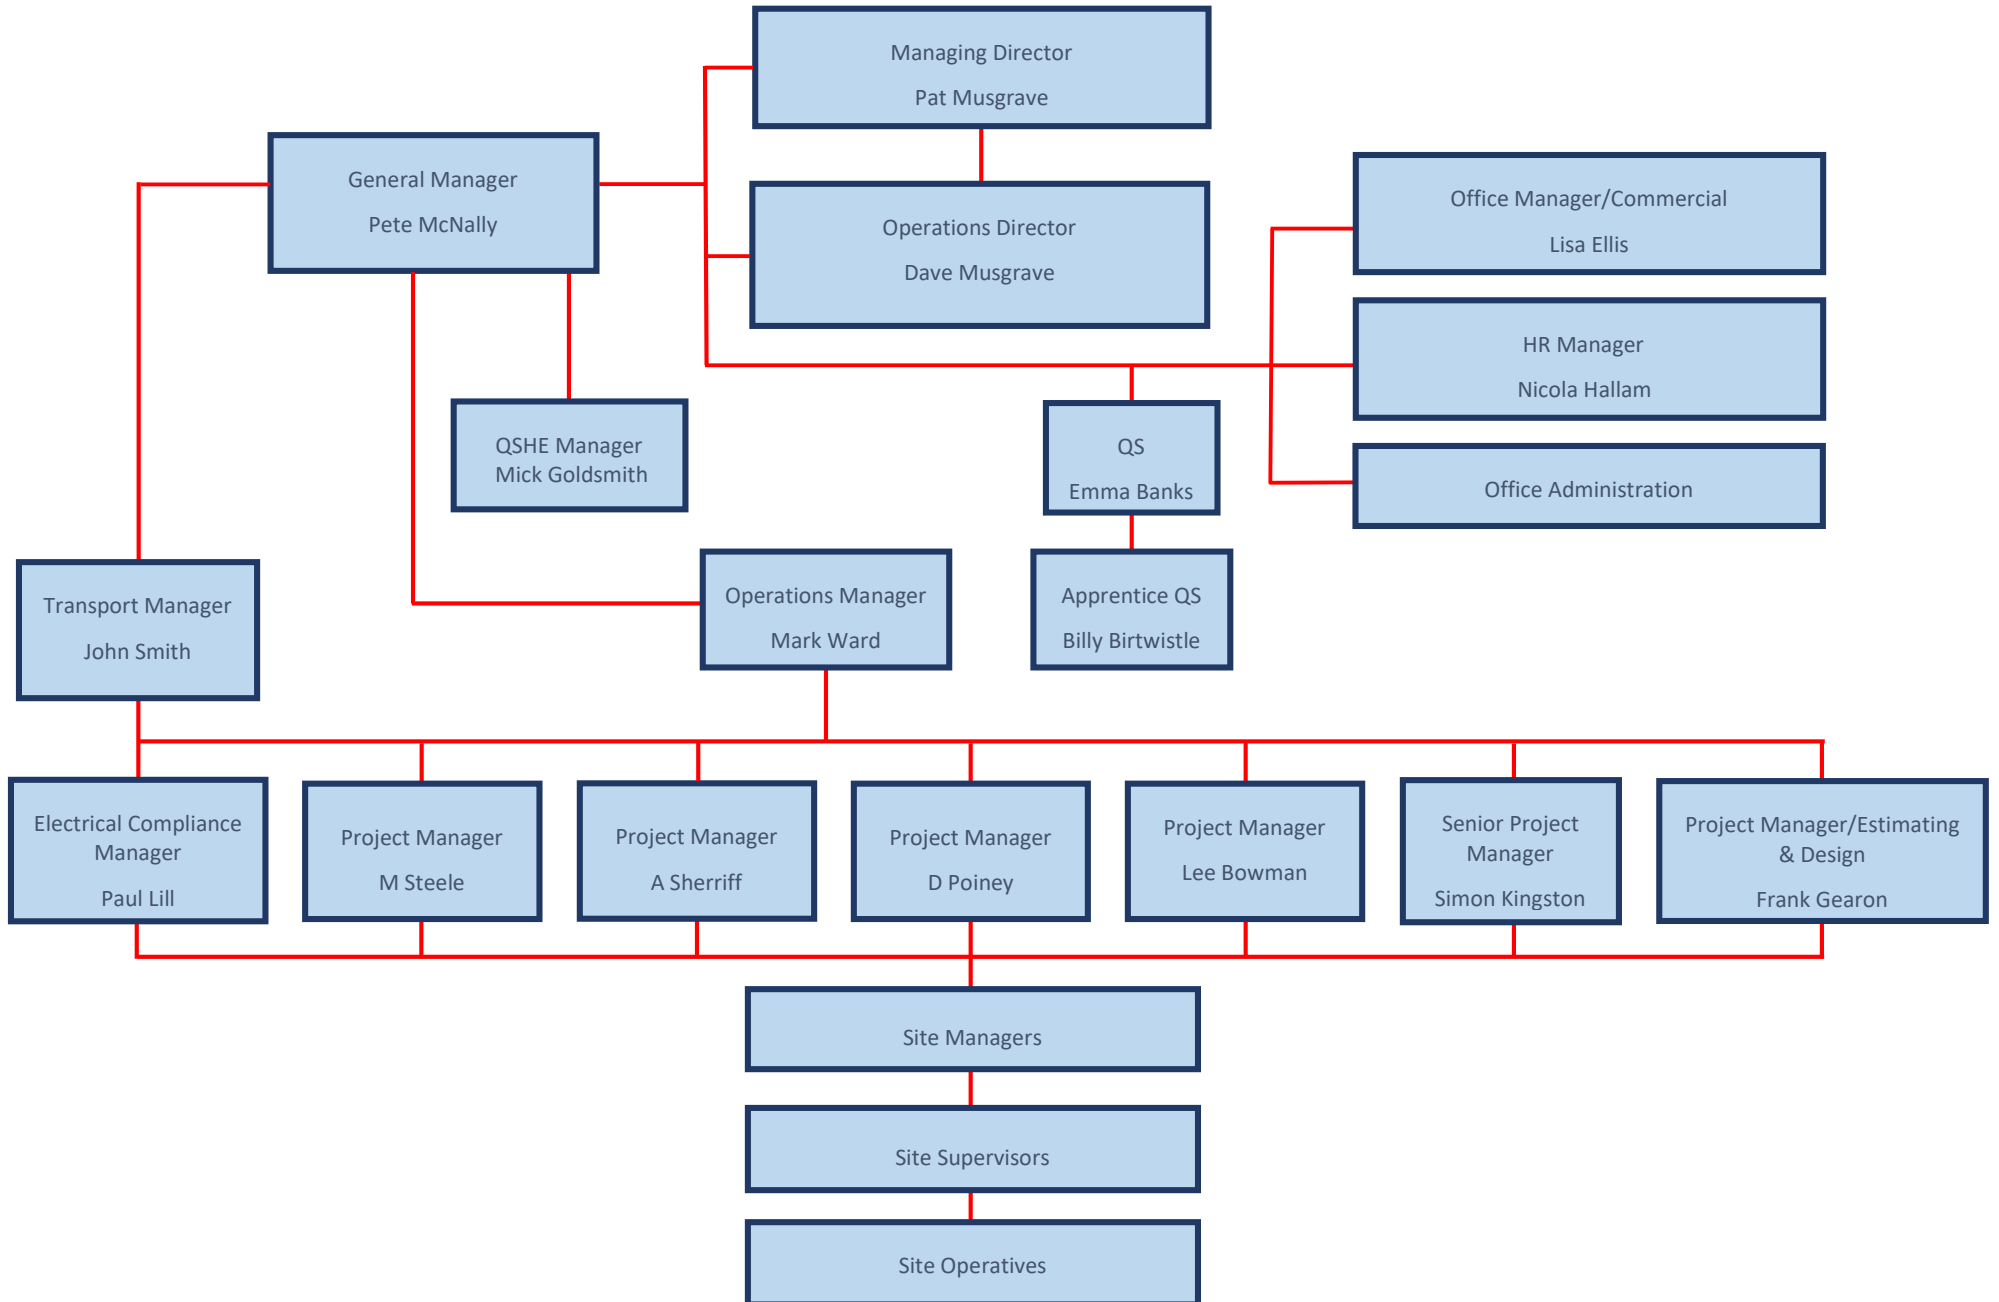 Managing Director
Pat Musgrave
General Manager
Pete McNally
Operations Director
Dave Musgrave
Office Manager/Commercial
Lisa Ellis
HR Manager
Nicola Hallam
QSHE Manager
Mick Goldsmith
QS
Emma Banks
Office Administration
Transport Manager
John Smith
Operations Manager
Mark Ward
Apprentice QS
Billy Birtwistle
Electrical Compliance
Manager
Paul Lill
Project Manager
M Steele
Project Manager
A Sherriff
Project Manager
D Poiney
Project Manager
Lee Bowman
Senior Project
Manager
Simon Kingston
Project Manager/Estimating
& Design
Frank Gearon
Site Managers
Site Supervisors
Site Operatives